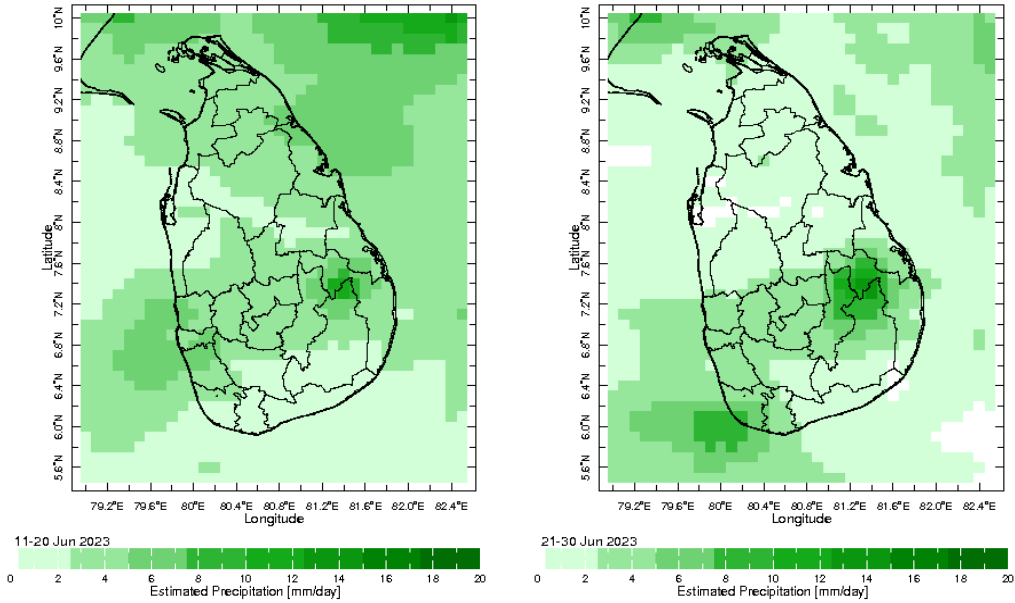 10°N
9.6°N
9.2°N
8.8°N
8.4°N
8°N
7.6°N
7.2°N
6.8°N
6.4°N
6.0°N
5.6°N
Latitude
79.2°E 79.6°E 80°E 80.4°E 80.8°E 81.2°E 81.6°E 82.0°E 82.4°E
Longitude
11-20 Jun 2023
0 2 4 6 8 10 12 14 16 18 20
Estimated Precipitation [mm/day]
10°N
9.6°N
9.2°N
8.8°N
8.4°N
8°N
7.6°N
7.2°N
6.8°N
6.4°N
6.0°N
5.6°N
Latitude
79.2°E 79.6°E 80°E 80.4°E 80.8°E 81.2°E 81.6°E 82.0°E 82.4°E
Longitude
21-30 Jun 2023
0 2 4 6 8 10 12 14 16 18 20
Estimated Precipitation [mm/day]